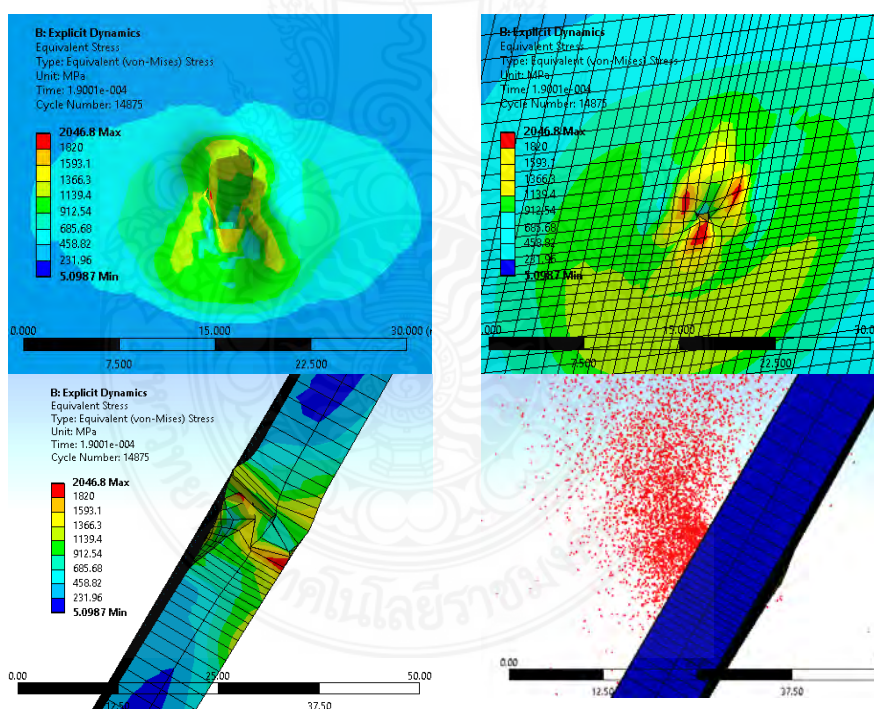 B: Explicit Dynamics
Equivalent Stress
Type: Equivalent (von-Mises) Stress
Unit: MPa
Time: 1.9001e-004
Cycle Number: 14875
2046.8 Max
1820
1593.1
1366.3
1139.4
912.54
685.68
458.82
231.96
5.0987 Min
0.000
15.000
30.000 (
7.500
22.500
B: Explicit Dynamics
Equivalent Stress
Type: Equivalent (von-Mises) Stress
Unit: MPa
Time: 1.9001e-004
Cycle Number: 14875
2046.8 Max
1820
1593.1
1366.3
1139.4
912.54
685.68
458.82
231.96
5.0987 Min
.000
15.000
7.500
22.500
B: Explicit Dynamics
Equivalent Stress
Type: Equivalent (von-Mises) Stress
Unit: MPa
Time: 1.9001e-004
Cycle Number: 14875
2046.8 Max
1820
1593.1
1366.3
1139.4
912.54
685.68
458.82
231.96
5.0987 Min
0.00
25.00
50.00
12.50
37.50
0.00
12.50
37.50